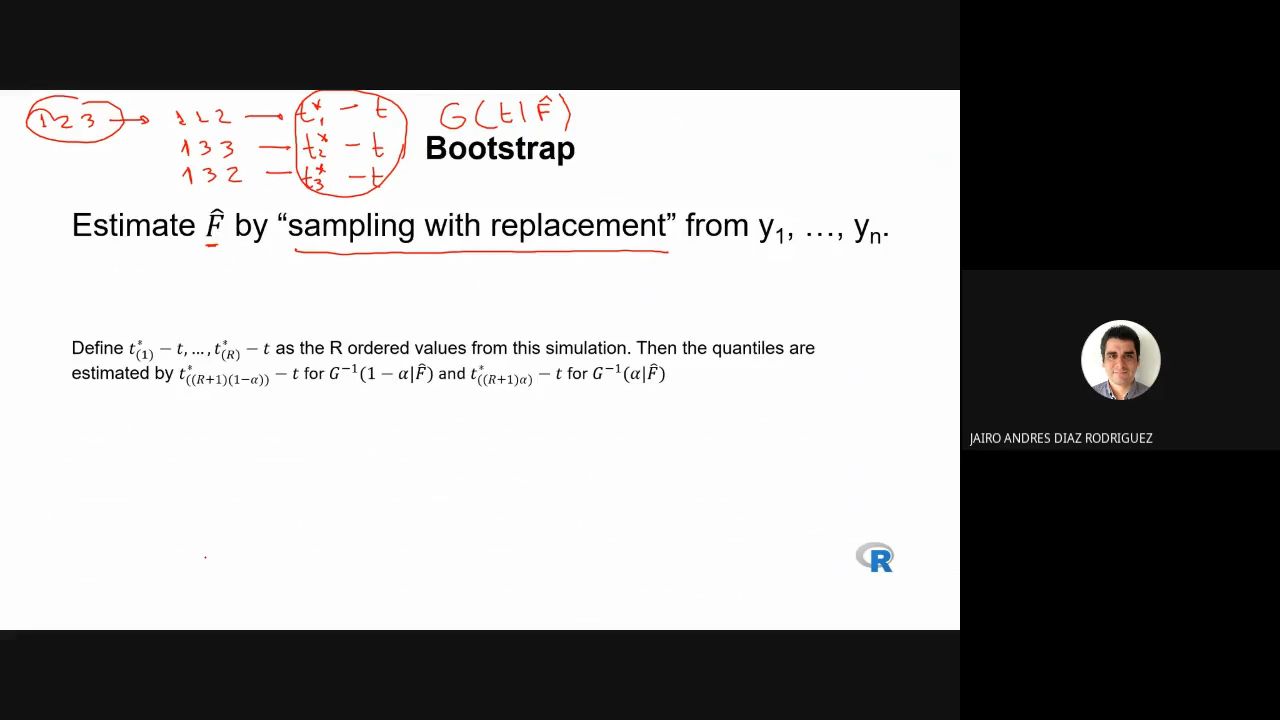 1 2 3 → 1 1 2 → t₁* − t G(t | F̂)
1 3 3 → t₂* − t
1 3 2 → t₃* − t
Bootstrap
Estimate F̂ by “sampling with replacement” from y₁, …, yₙ.
Define t*₍₁₎ − t, … , t*₍R₎ − t as the R ordered values from this simulation. Then the quantiles are
estimated by t*₍₍R+1₎₍1−α₎₎ − t for G⁻¹(1 − α|F̂) and t*₍₍R+1₎α₎ − t for G⁻¹(α|F̂)
R
JAIRO ANDRES DIAZ RODRIGUEZ